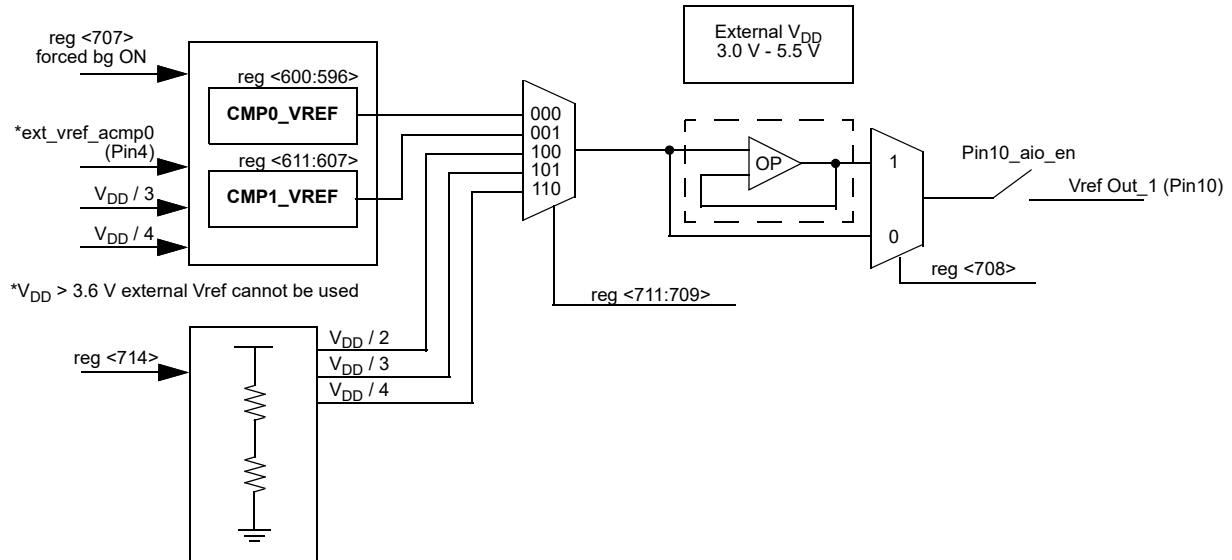 reg <707>
forced bg ON
*ext_vref_acmp0
(Pin4)
VDD / 3
VDD / 4
reg <600:596>
CMP0_VREF
reg <611:607>
CMP1_VREF
*VDD > 3.6 V external Vref cannot be used
reg <714>
VDD / 2
VDD / 3
VDD / 4
000
001
100
101
110
reg <711:709>
External VDD
3.0 V - 5.5 V
OP
1
0
reg <708>
Pin10_aio_en
Vref Out_1 (Pin10)